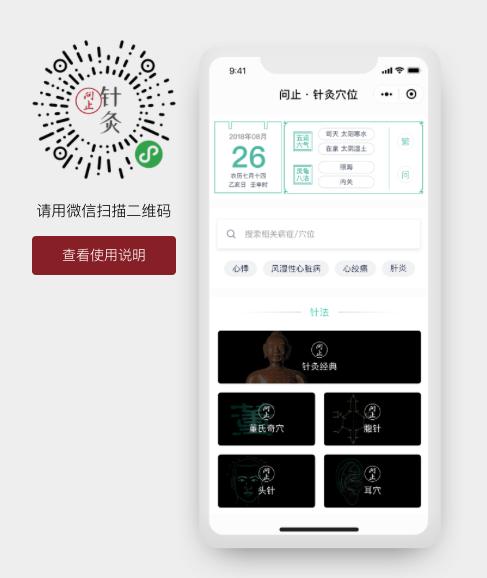 问止
针灸
请用微信扫描二维码
查看使用说明
9:41
问止 · 针灸穴位
2018年08月
26
农历七月十四
乙亥日 壬申时
五运六气
司天 太阳寒水
在泉 太阴湿土
灵龟八法
照海
内关
繁
问
搜索相关病症/穴位
心悸
风湿性心脏病
心绞痛
肝炎
针法
问止
针灸经典
问止
董氏奇穴
问止
腹针
问止
头针
问止
耳穴